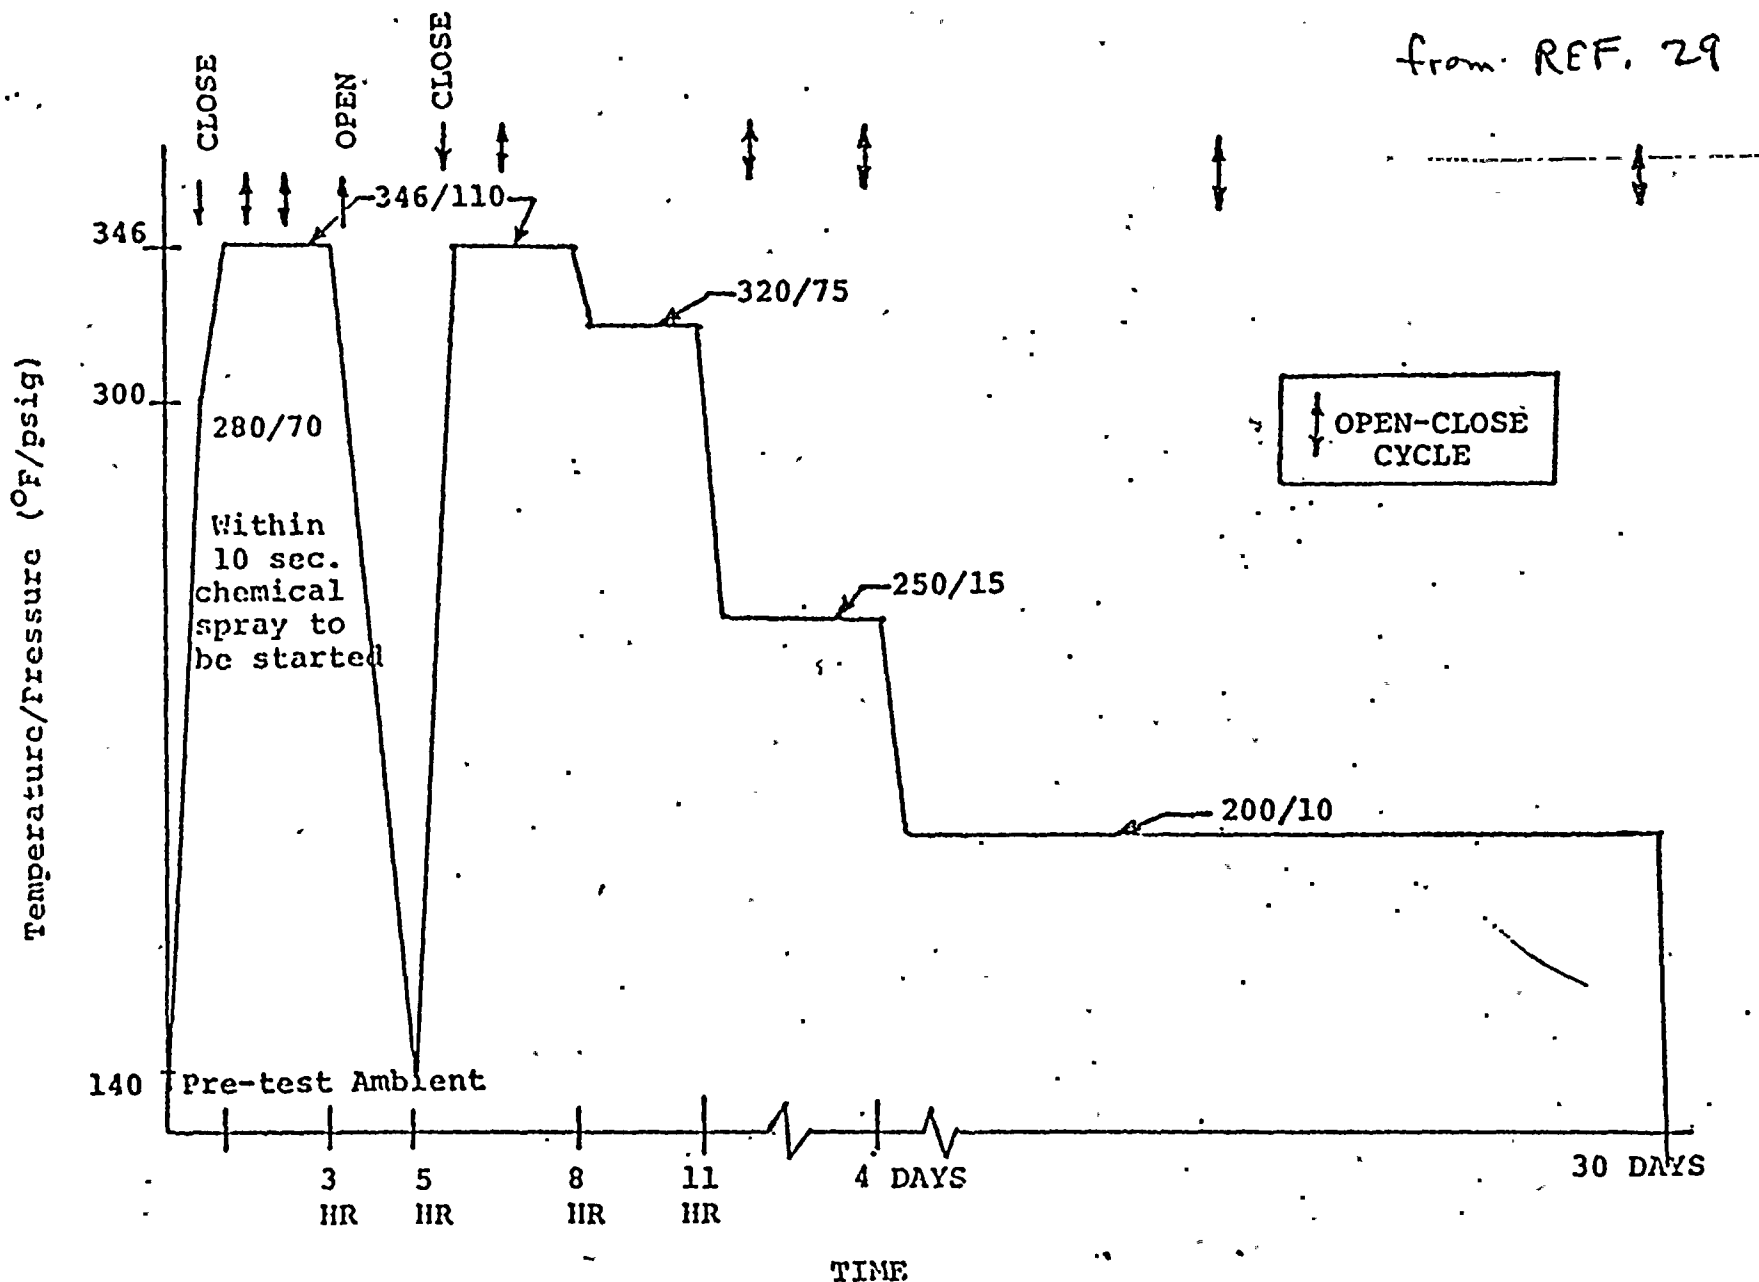 from REF. 29
CLOSE
OPEN
CLOSE
346/110
346
320/75
300
280/70
OPEN-CLOSE
CYCLE
Within
10 sec.
chemical
spray to
be started
250/15
200/10
140
Pre-test Ambient
Temperature/Pressure (°F/psig)
3
HR
5
HR
8
HR
11
HR
4 DAYS
30 DAYS
TIME